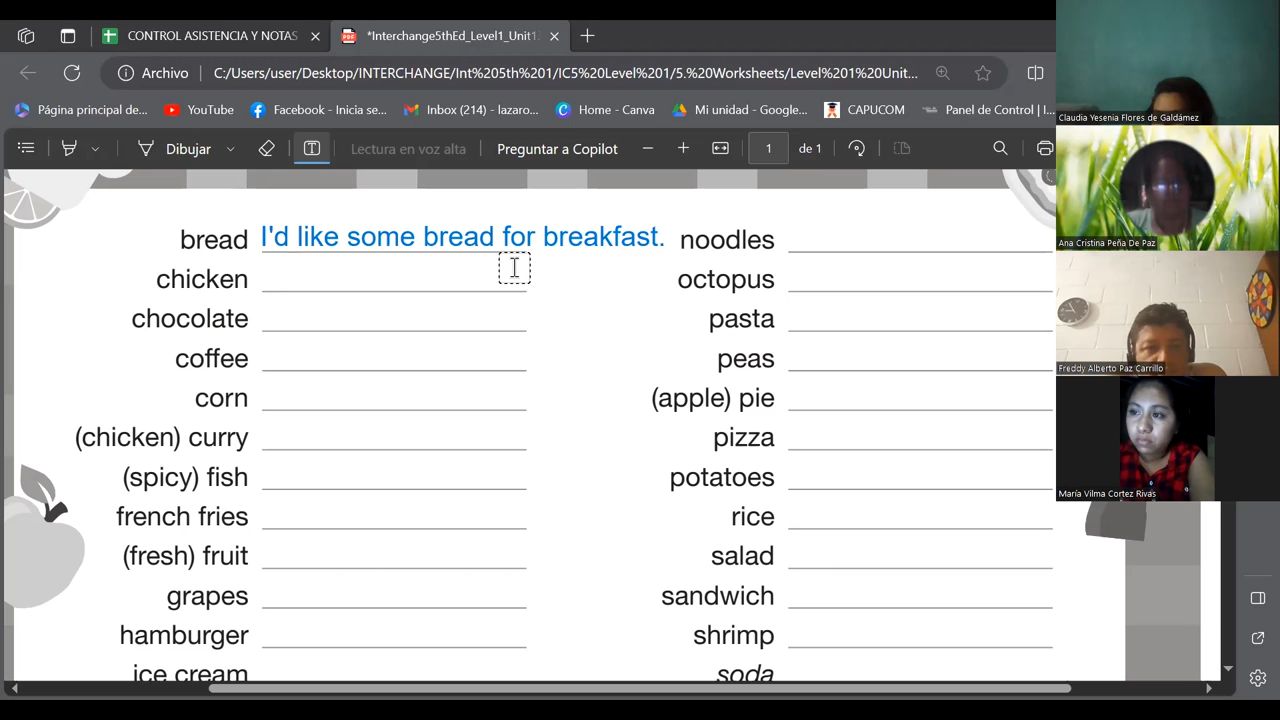 CONTROL ASISTENCIA Y NOTAS
*Interchange5thEd_Level1_Unit1
Archivo
C:/Users/user/Desktop/INTERCHANGE/Int%205th%201/IC5%20Level%201/5.%20Worksheets/Level%201%20Unit...
Página principal de...
YouTube
Facebook - Inicia se...
Inbox (214) - lazaro...
Home - Canva
Mi unidad - Google...
CAPUCOM
Panel de Control | I...
Dibujar
Lectura en voz alta
Preguntar a Copilot
1
de 1
bread I'd like some bread for breakfast.
chicken
chocolate
coffee
corn
(chicken) curry
(spicy) fish
french fries
(fresh) fruit
grapes
hamburger
ice cream
noodles
octopus
pasta
peas
(apple) pie
pizza
potatoes
rice
salad
sandwich
shrimp
soda
Claudia Yesenia Flores de Galdámez
Ana Cristina Peña De Paz
Freddy Alberto Paz Carrillo
María Vilma Cortez Rivas